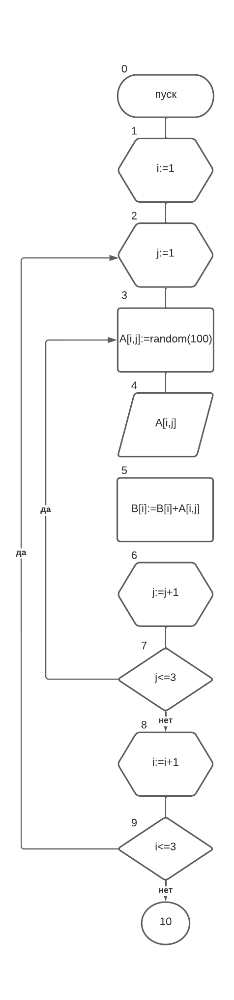 0
пуск
1
i:=1
2
j:=1
3
A[i,j]:=random(100)
4
A[i,j]
5
B[i]:=B[i]+A[i,j]
да
да
6
j:=j+1
7
j<=3
нет
8
i:=i+1
9
i<=3
нет
10